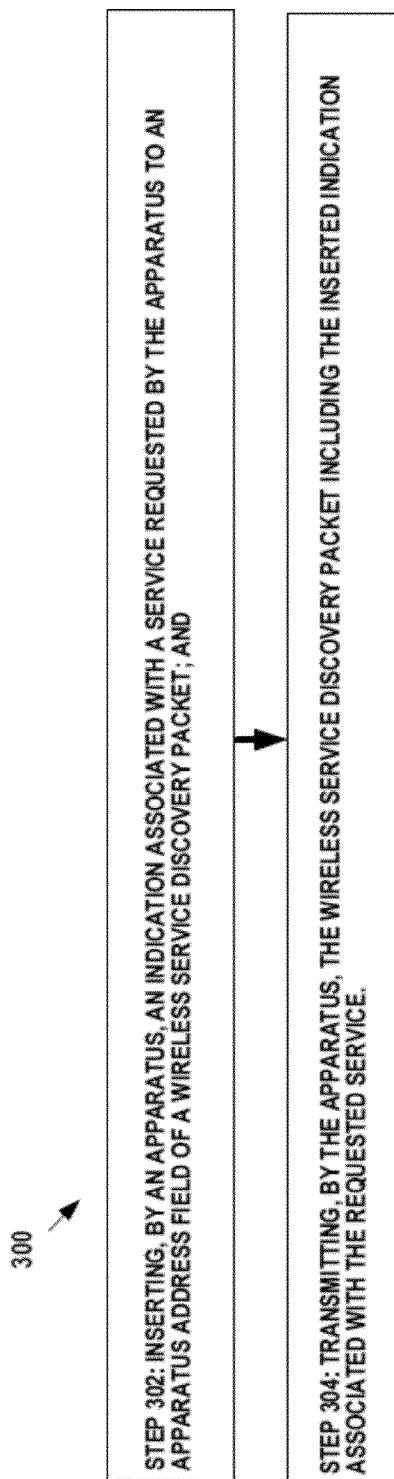 300
STEP 302: INSERTING, BY AN APPARATUS, AN INDICATION ASSOCIATED WITH A SERVICE REQUESTED BY THE APPARATUS TO AN
APPARATUS ADDRESS FIELD OF A WIRELESS SERVICE DISCOVERY PACKET; AND
STEP 304: TRANSMITTING, BY THE APPARATUS, THE WIRELESS SERVICE DISCOVERY PACKET INCLUDING THE INSERTED INDICATION
ASSOCIATED WITH THE REQUESTED SERVICE.